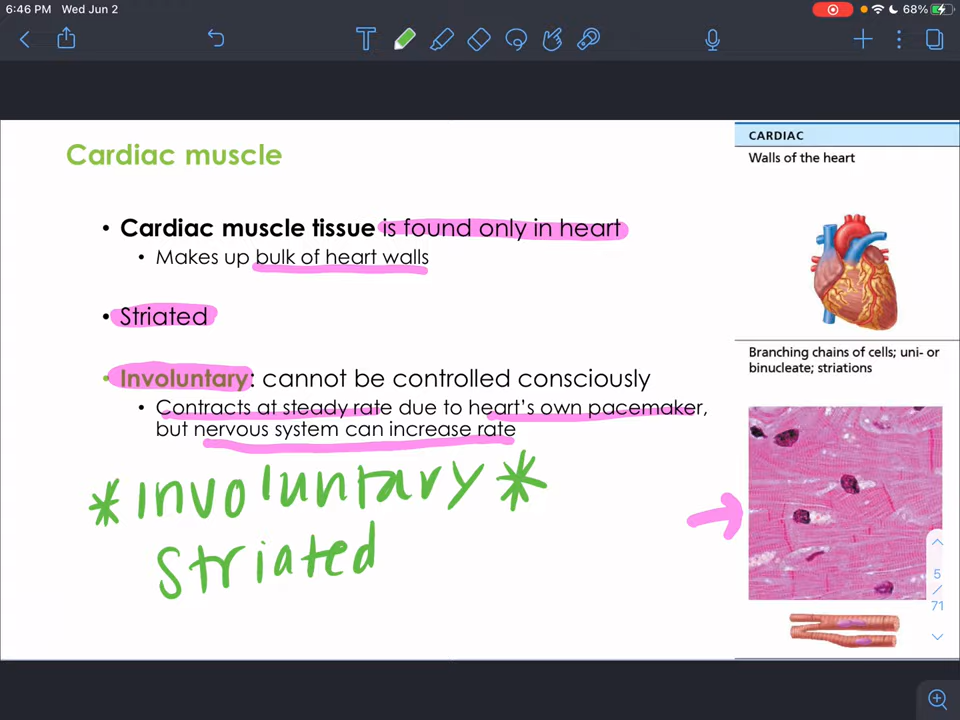 6:46 PM Wed Jun 2
68%
Cardiac muscle
• Cardiac muscle tissue is found only in heart
• Makes up bulk of heart walls
• Striated
• Involuntary: cannot be controlled consciously
• Contracts at steady rate due to heart's own pacemaker,
but nervous system can increase rate
*Involuntary*
Striated
CARDIAC
Walls of the heart
Branching chains of cells; uni- or
binucleate; striations
5
/
71